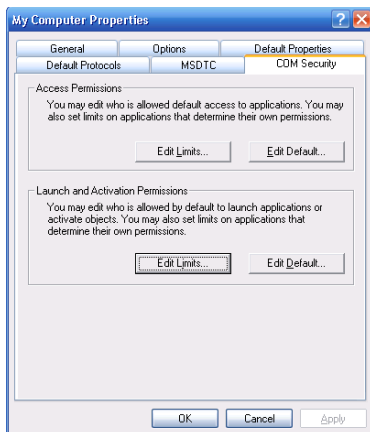 My Computer Properties
General Options Default Properties
Default Protocols MSDTC COM Security
Access Permissions
You may edit who is allowed default access to applications. You may
also set limits on applications that determine their own permissions.
Edit Limits... Edit Default...
Launch and Activation Permissions
You may edit who is allowed by default to launch applications or
activate objects. You may also set limits on applications that
determine their own permissions.
Edit Limits... Edit Default...
OK Cancel Apply